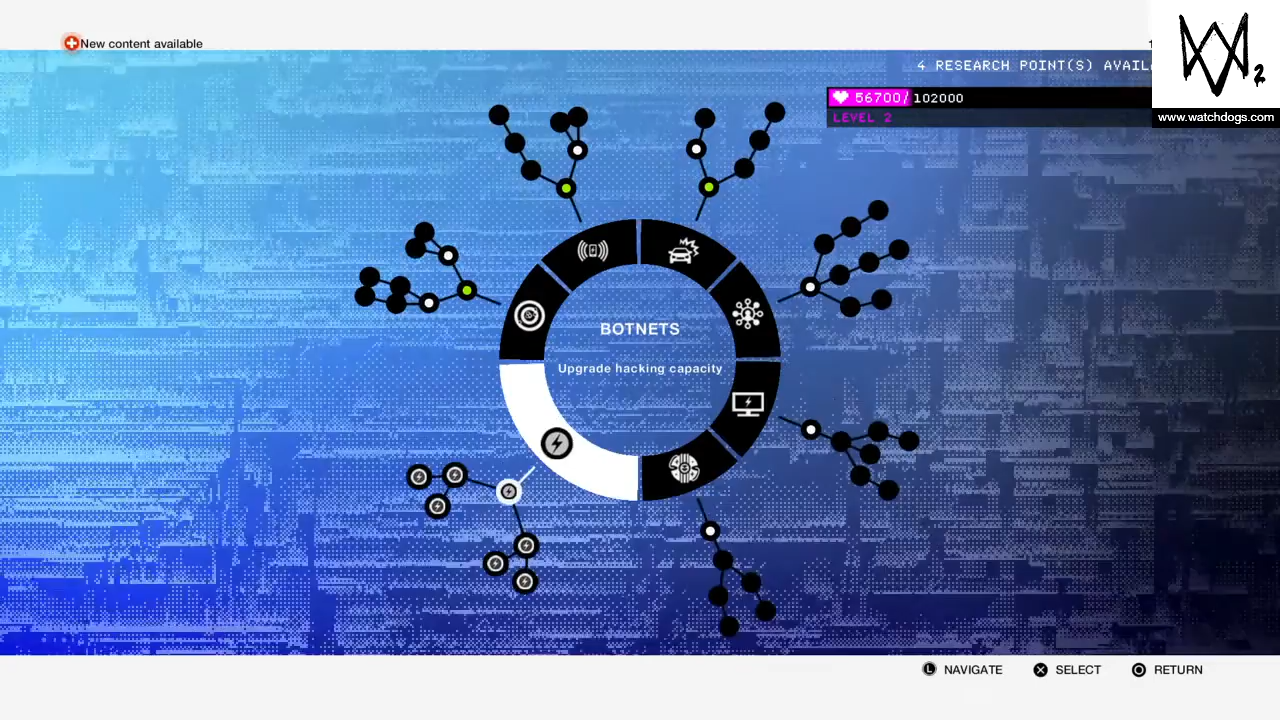 New content available
4 RESEARCH POINT(S)
56700/102000
LEVEL 2
2
www.watchdogs.com
BOTNETS
Upgrade hacking capacity
L NAVIGATE
SELECT
RETURN